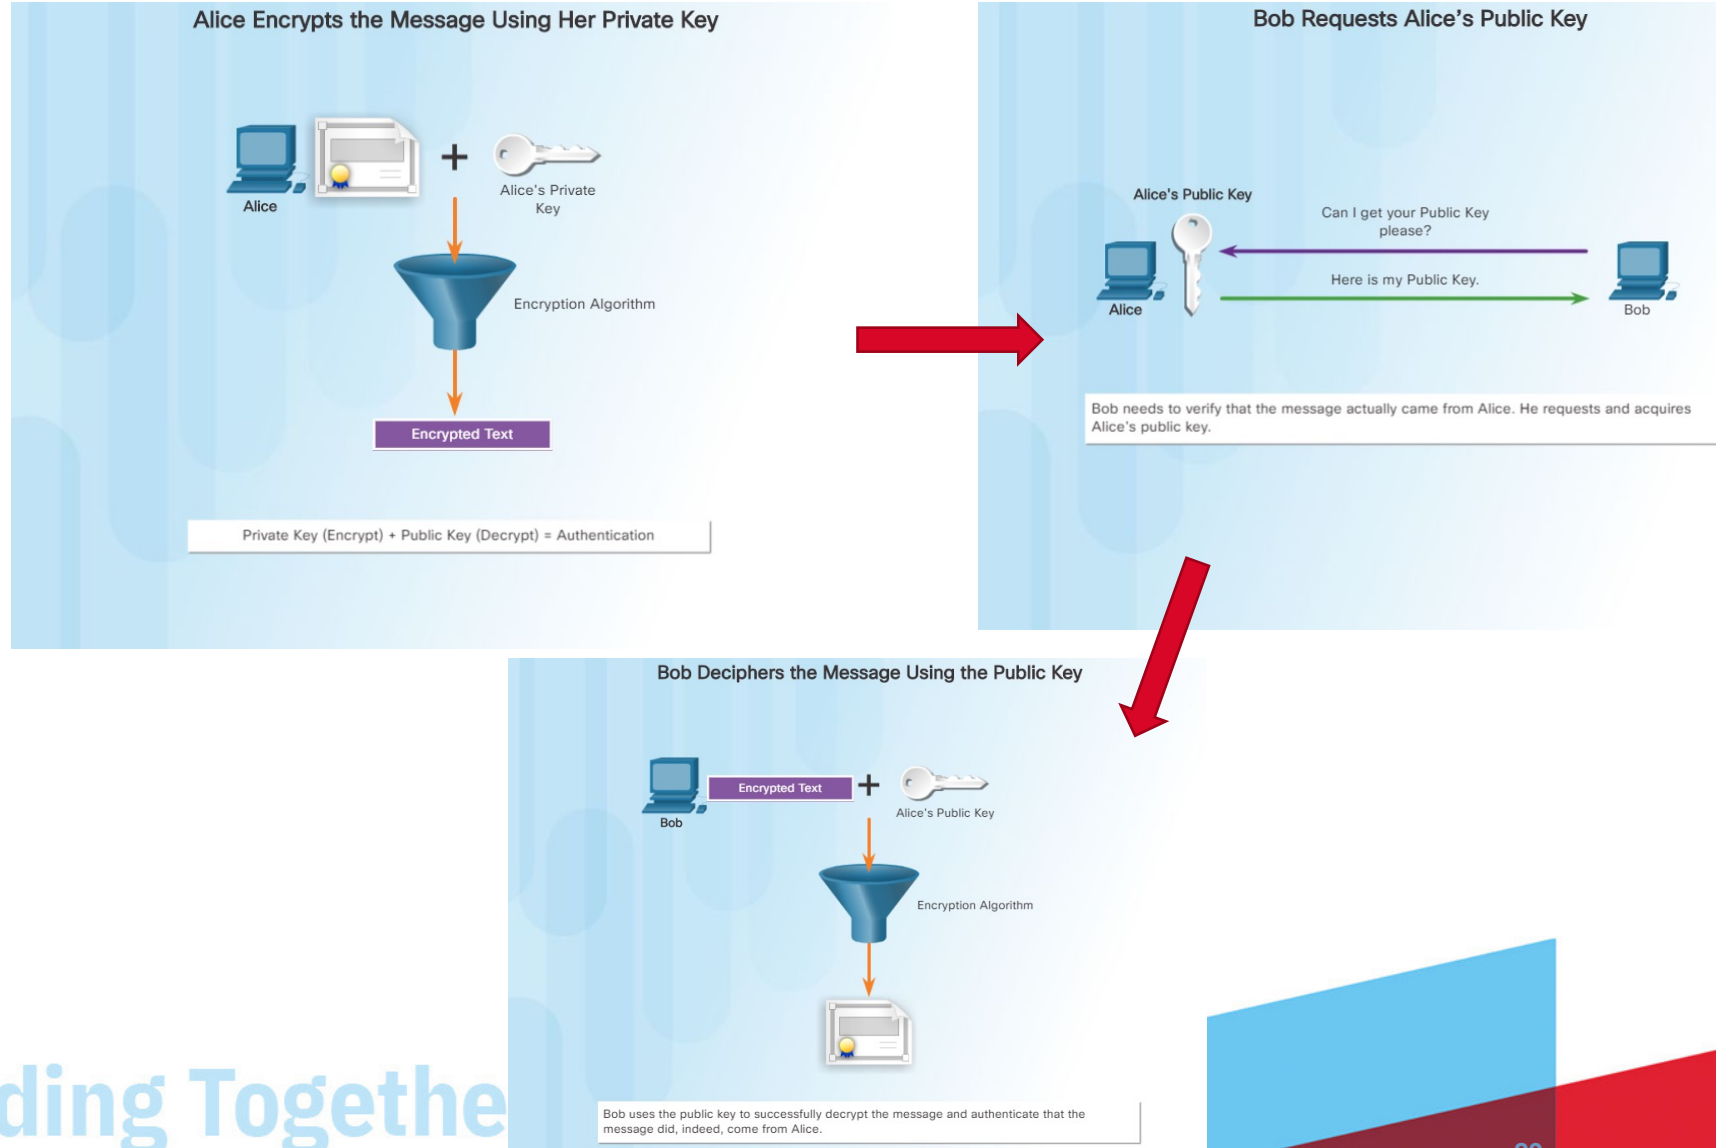 Alice Encrypts the Message Using Her Private Key
Alice
+
Alice's Private
Key
Encryption Algorithm
Encrypted Text
Private Key (Encrypt) + Public Key (Decrypt) = Authentication
Bob Requests Alice's Public Key
Alice's Public Key
Can I get your Public Key
please?
Here is my Public Key.
Alice
Bob
Bob needs to verify that the message actually came from Alice. He requests and acquires
Alice's public key.
Bob Deciphers the Message Using the Public Key
Bob
Encrypted Text
+
Alice's Public Key
Encryption Algorithm
Bob uses the public key to successfully decrypt the message and authenticate that the
message did, indeed, come from Alice.
ding Togethe